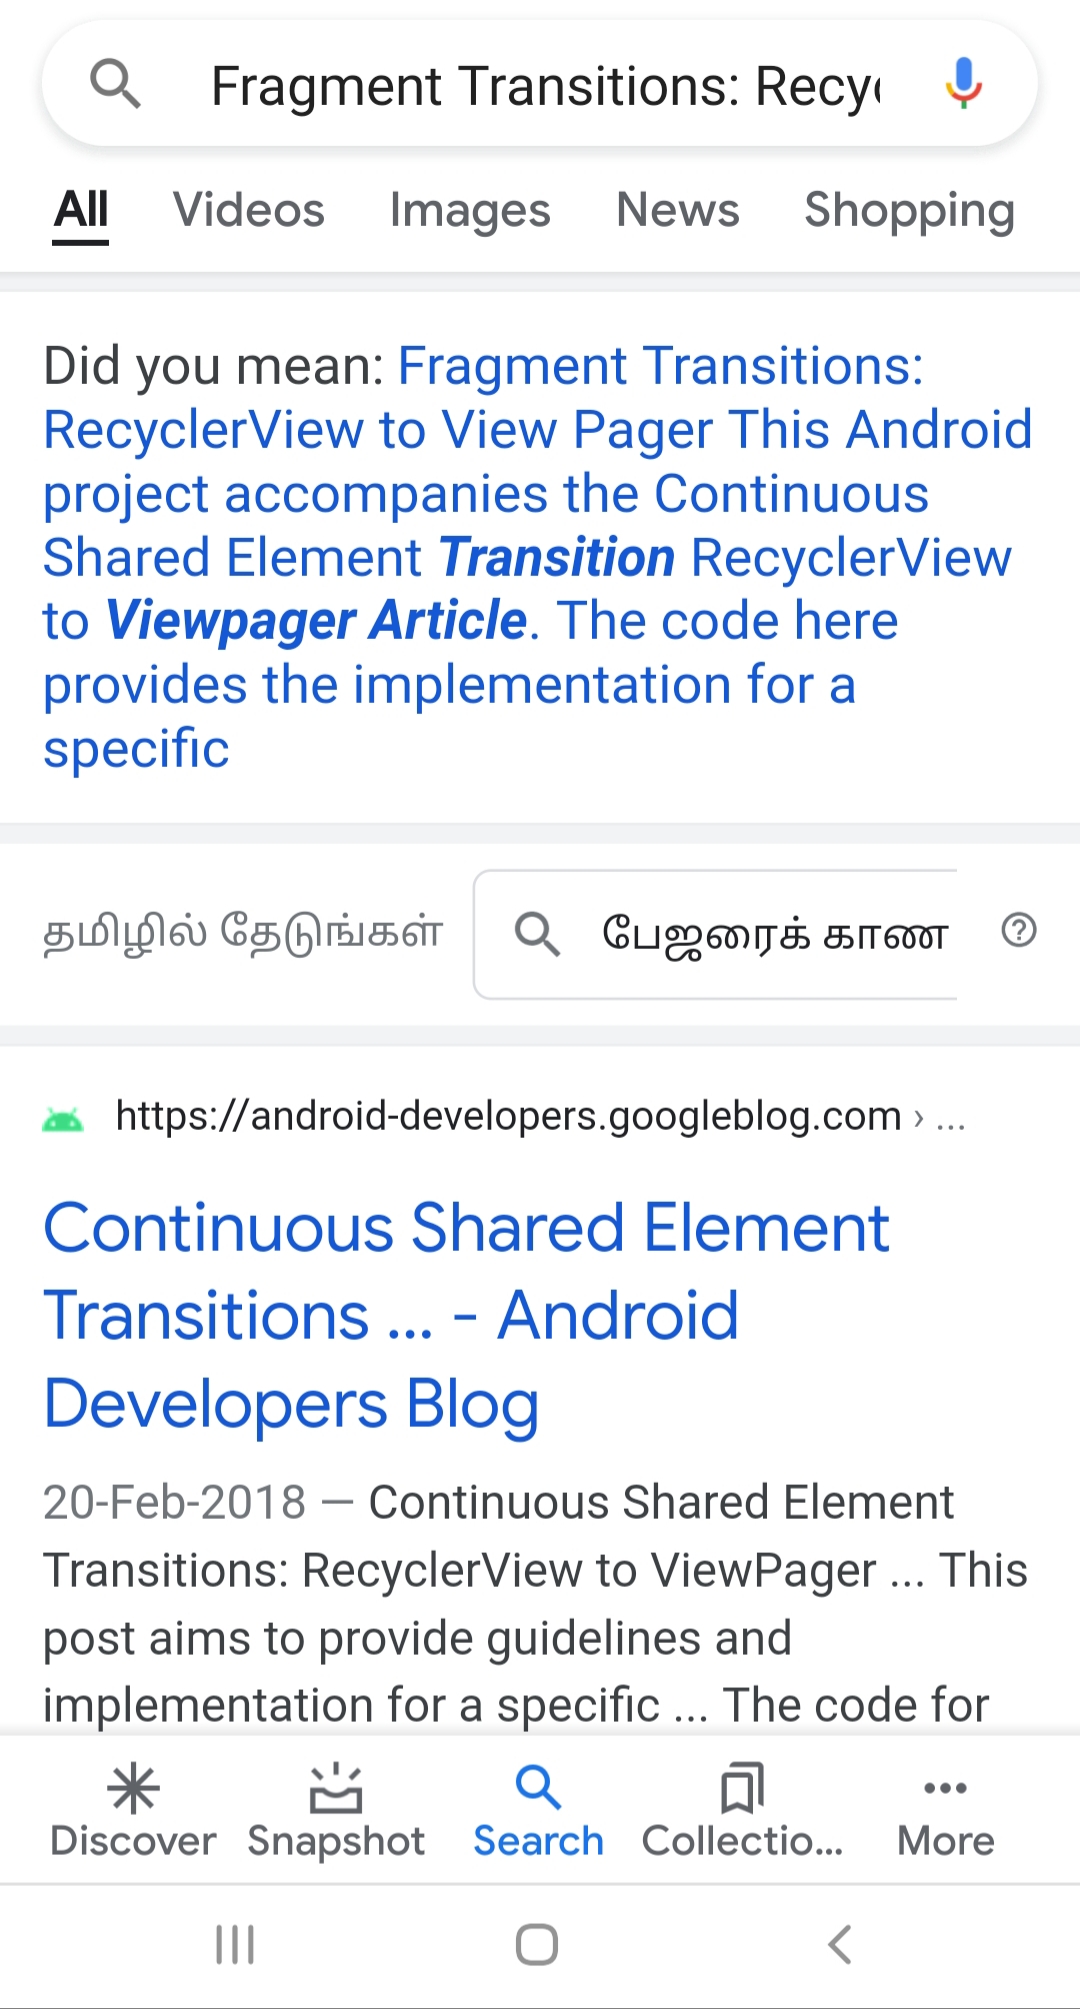 Fragment Transitions: Recyc
All Videos Images News Shopping
Did you mean: Fragment Transitions:
RecyclerView to View Pager This Android
project accompanies the Continuous
Shared Element Transition RecyclerView
to Viewpager Article. The code here
provides the implementation for a
specific
தமிழில் தேடுங்கள் பேஜரைக் காண
https://android-developers.googleblog.com › ...
Continuous Shared Element
Transitions ... - Android
Developers Blog
20-Feb-2018 — Continuous Shared Element
Transitions: RecyclerView to ViewPager ... This
post aims to provide guidelines and
implementation for a specific ... The code for
Discover Snapshot Search Collectio... More